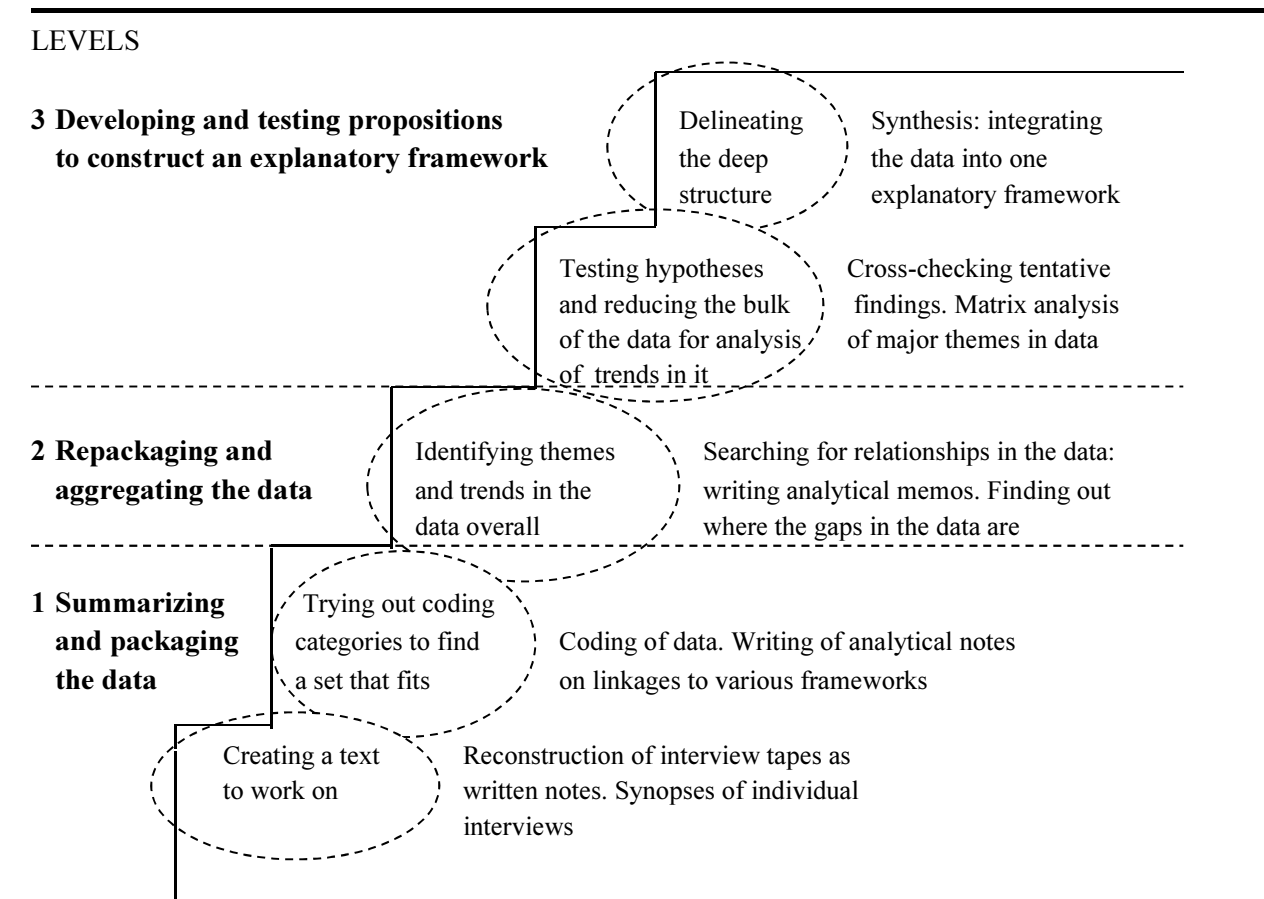 LEVELS
3 Developing and testing propositions
to construct an explanatory framework
Delineating
the deep
structure
Synthesis: integrating
the data into one
explanatory framework
Testing hypotheses
and reducing the bulk
of the data for analysis
of trends in it
Cross-checking tentative
findings. Matrix analysis
of major themes in data
2 Repackaging and
aggregating the data
Identifying themes
and trends in the
data overall
Searching for relationships in the data:
writing analytical memos. Finding out
where the gaps in the data are
1 Summarizing
and packaging
the data
Trying out coding
categories to find
a set that fits
Coding of data. Writing of analytical notes
on linkages to various frameworks
Creating a text
to work on
Reconstruction of interview tapes as
written notes. Synopses of individual
interviews